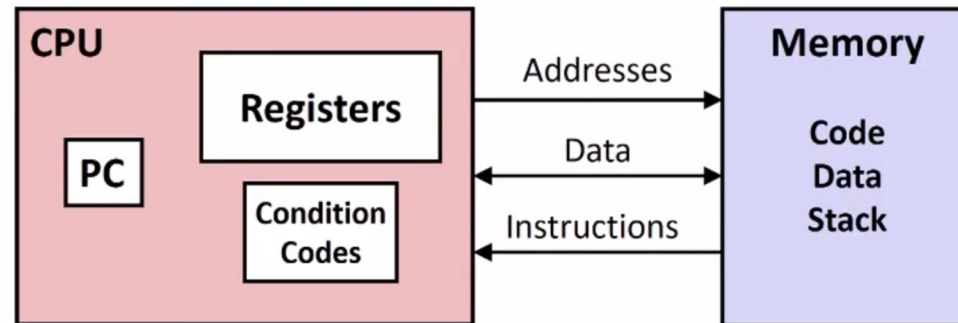 CPU
Registers
PC
Condition
Codes
Addresses
Data
Instructions
Memory
Code
Data
Stack